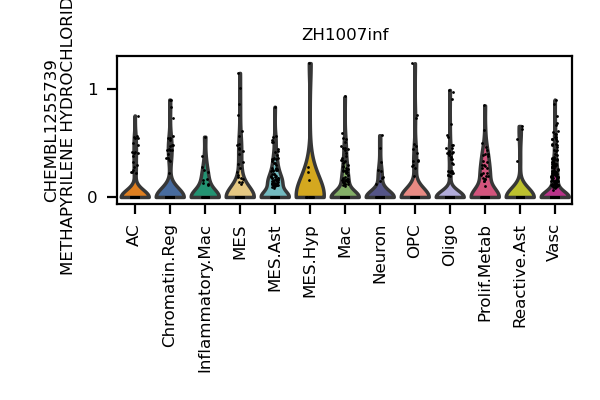 ZH1007inf
CHEMBL1255739
METHAPYRILENE HYDROCHLORID
1
0
AC
Chromatin.Reg
Inflammatory.Mac
MES
MES.Ast
MES.Hyp
Mac
Neuron
OPC
Oligo
Prolif.Metab
Reactive.Ast
Vasc